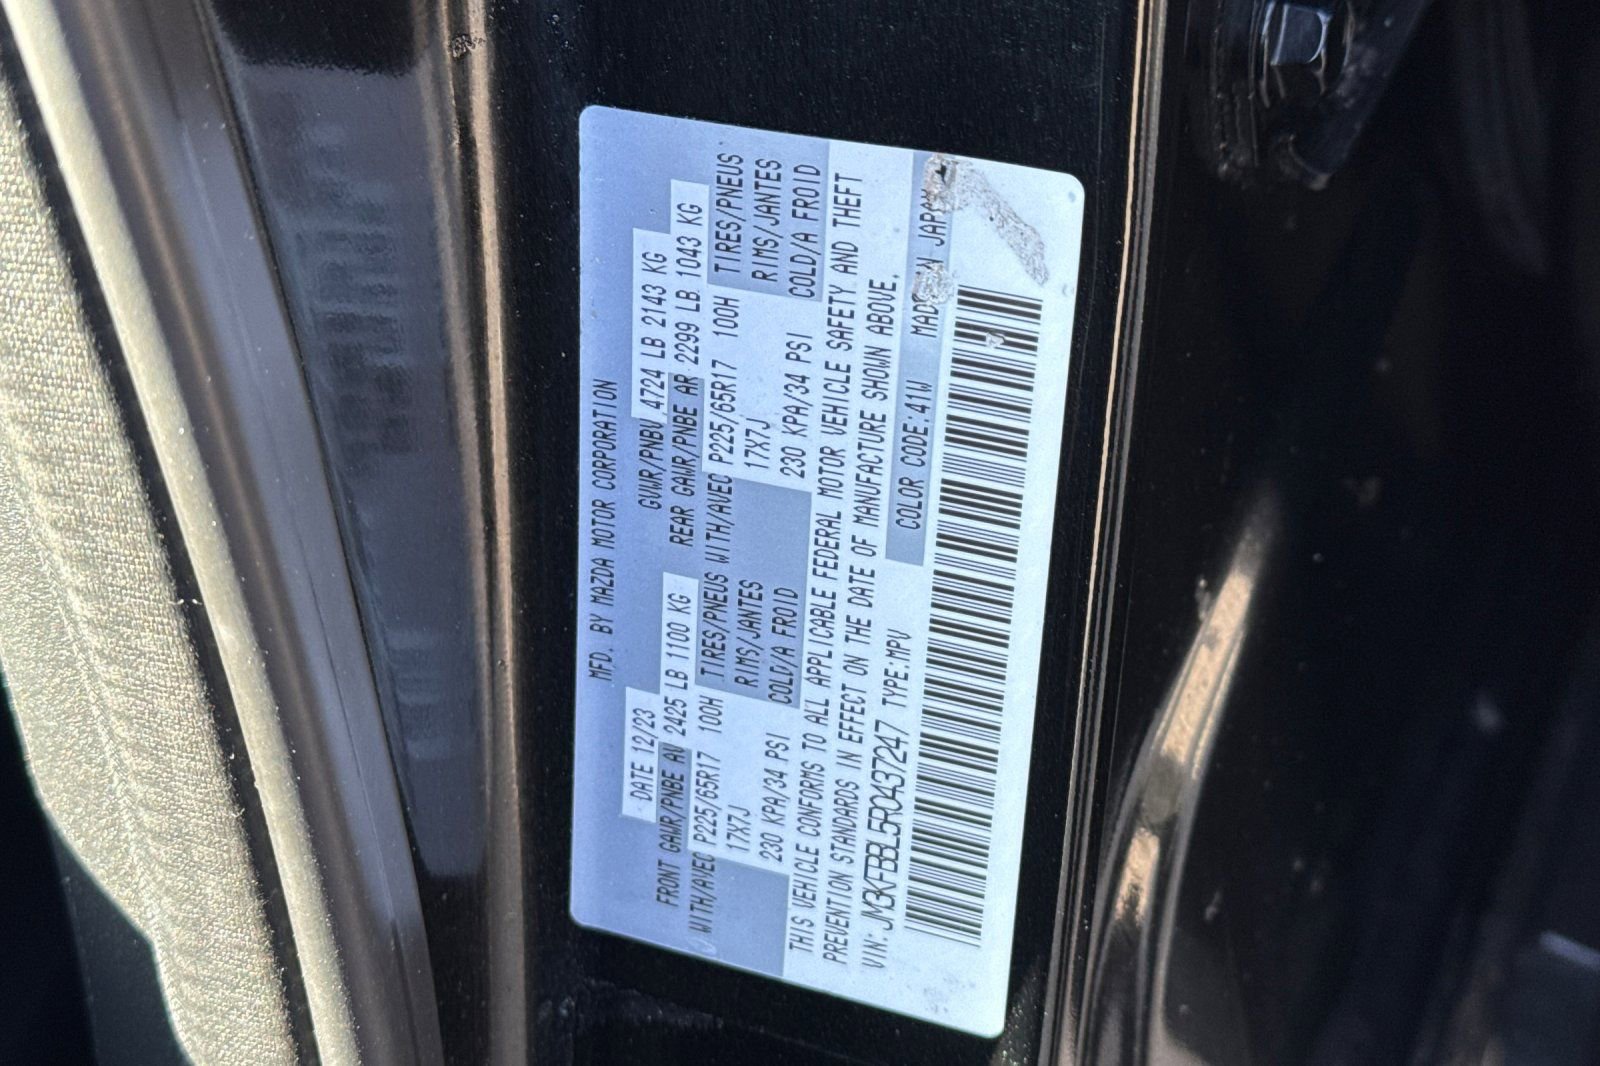 MFD. BY MAZDA MOTOR CORPORATION
DATE 12/23 GVWR/PNBV 4724 LB 2143 KG
FRONT GAWR/PNBE AV 2425 LB 1100 KG REAR GAWR/PNBE AR 2299 LB 1043 KG
WITH/AVEC P225/65R17 100H TIRES/PNEUS WITH/AVEC P225/65R17 100H TIRES/PNEUS
17X7J RIMS/JANTES 17X7J RIMS/JANTES
230 KPA/34 PSI COLD/A FROID 230 KPA/34 PSI COLD/A FROID
THIS VEHICLE CONFORMS TO ALL APPLICABLE FEDERAL MOTOR VEHICLE SAFETY AND THEFT
PREVENTION STANDARDS IN EFFECT ON THE DATE OF MANUFACTURE SHOWN ABOVE.
VIN: JM3KFBBL5R0437247 TYPE:MPV COLOR CODE:41W MADE IN JAPAN